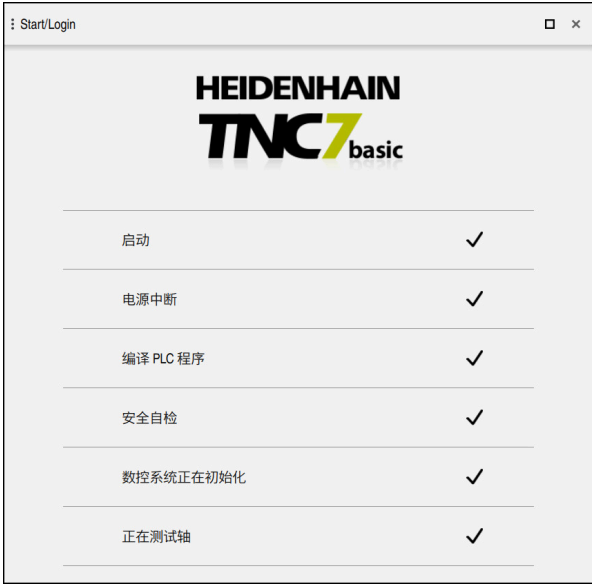 Start/Login
HEIDENHAIN
TNC7 basic
启动
电源中断
编译 PLC 程序
安全自检
数控系统正在初始化
正在测试轴